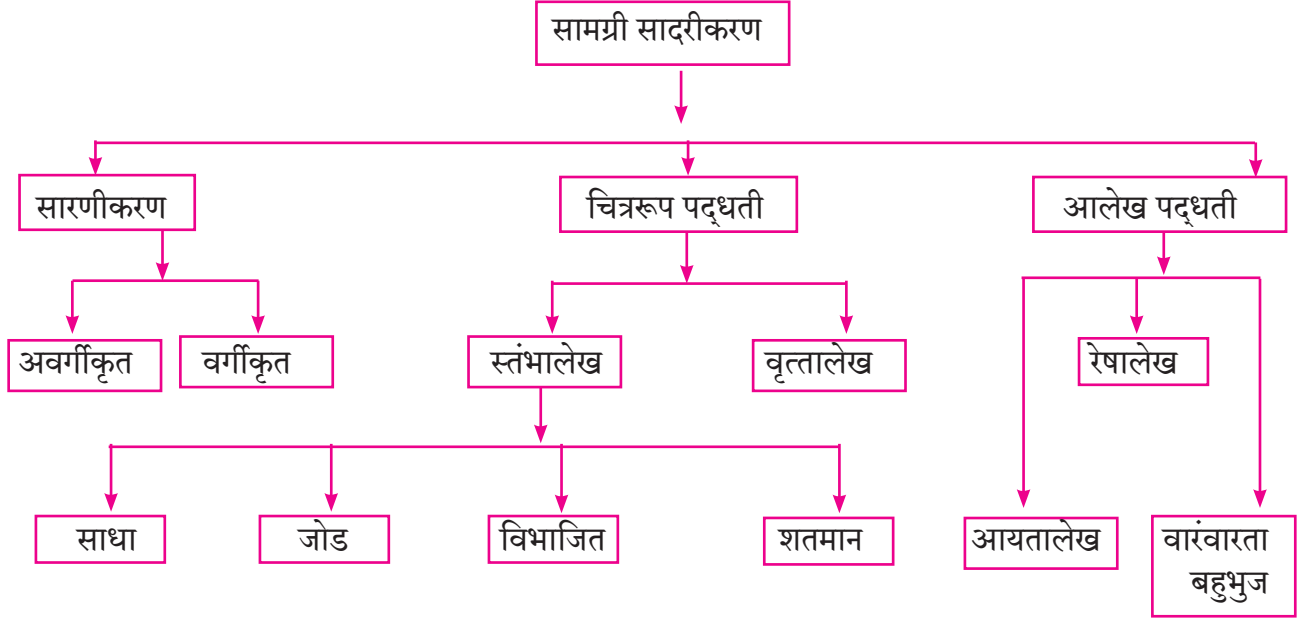 सामग्री सादरीकरण
सारणीकरण
चित्ररूप पद्धती
आलेख पद्धती
अवर्गीकृत
वर्गीकृत
स्तंभालेख
वृत्तालेख
रेषालेख
साधा
जोड
विभाजित
शतमान
आयतालेख
वारंवारता
बहुभुज